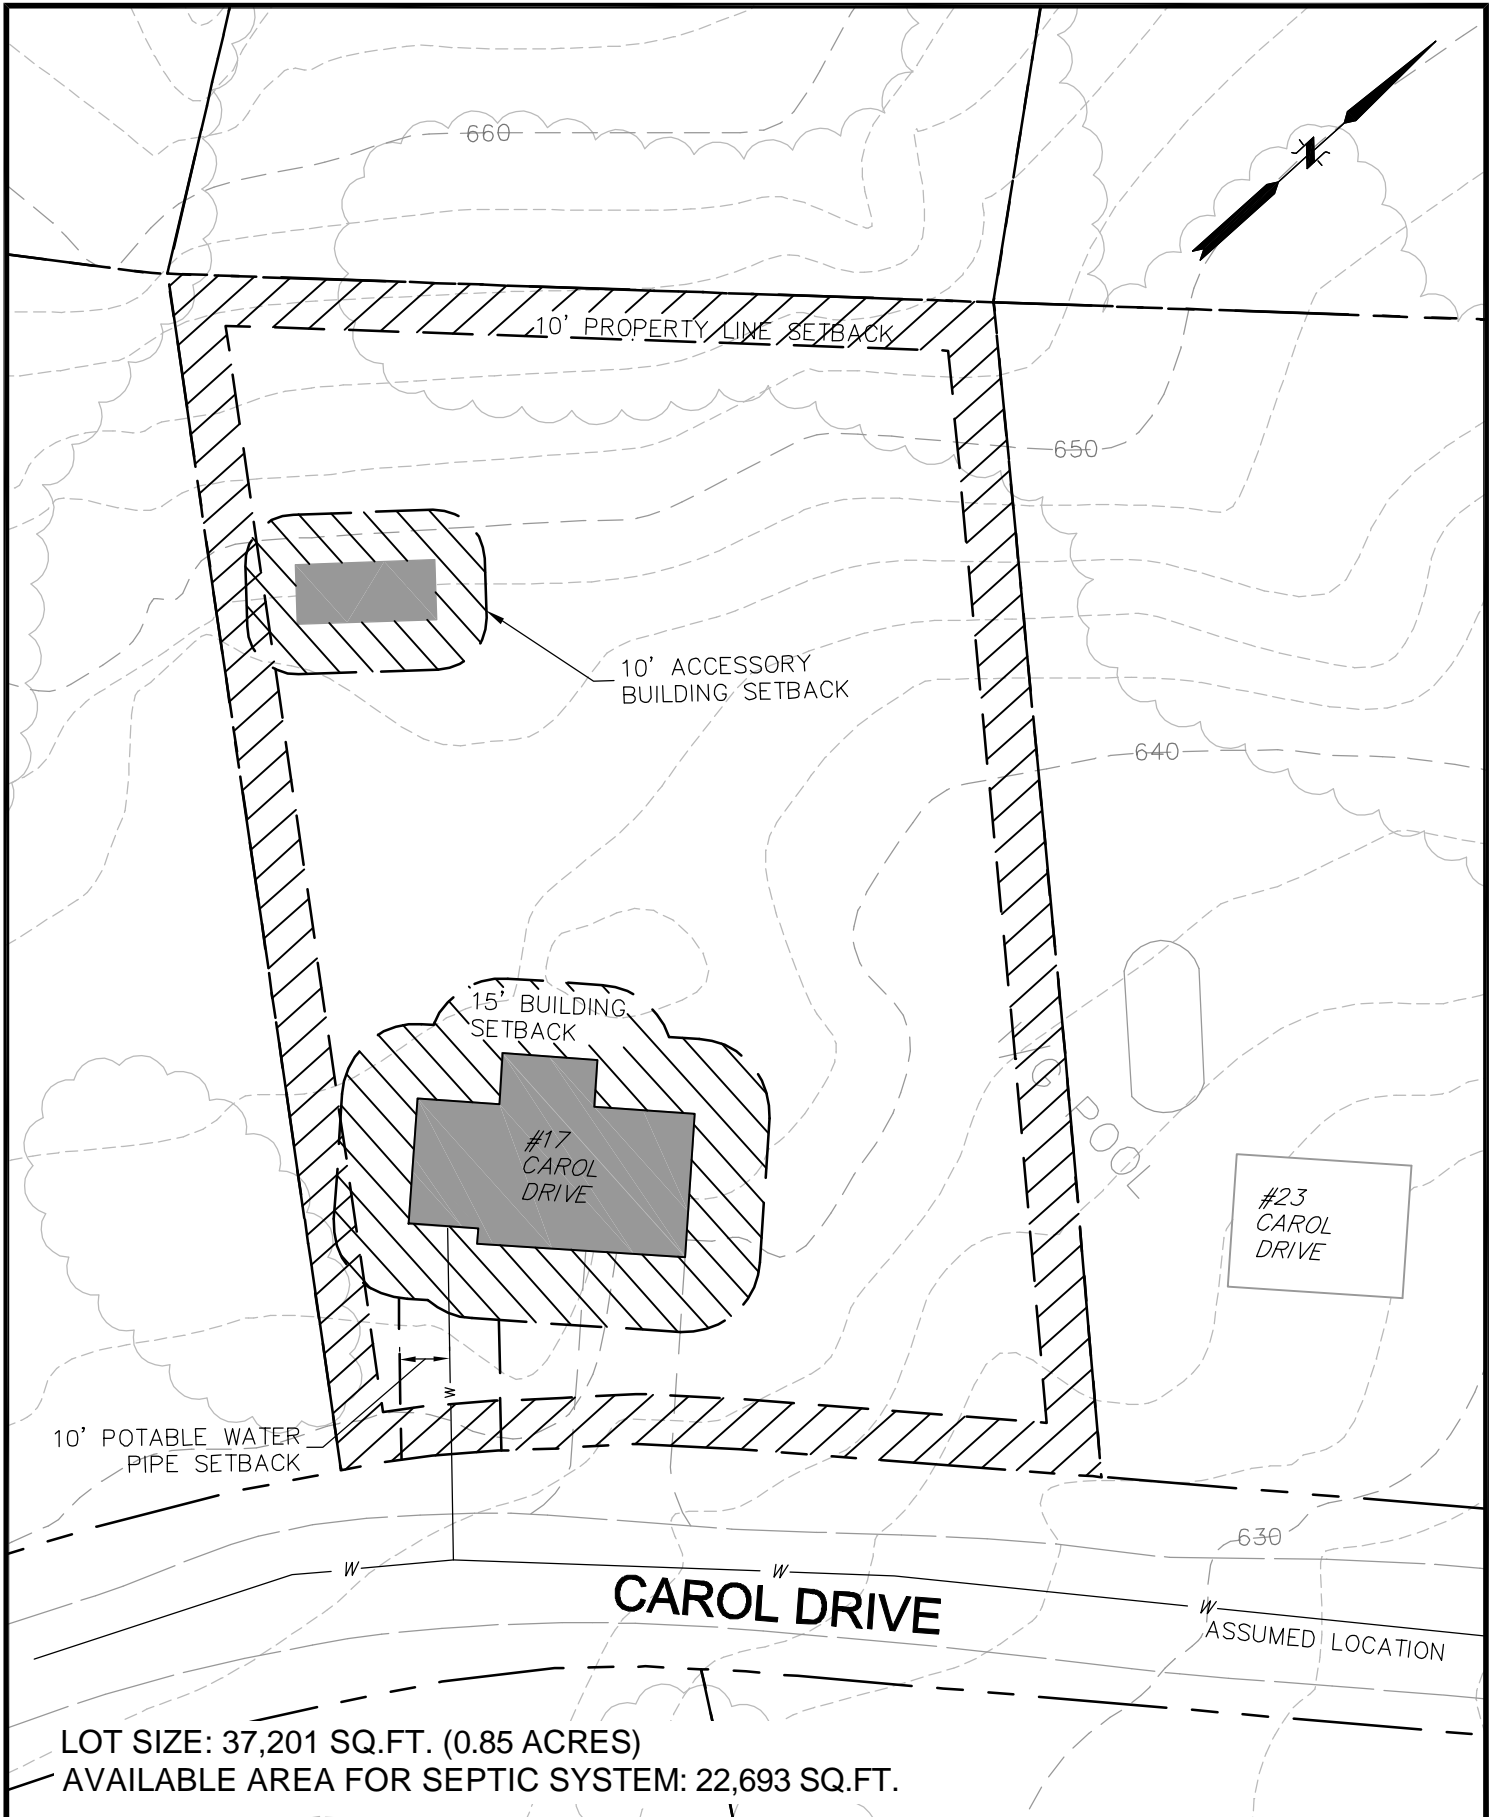 660
N
10' PROPERTY LINE SETBACK
650
10' ACCESSORY
BUILDING SETBACK
640
15' BUILDING
SETBACK
#17
CAROL
DRIVE
POOL
#23
CAROL
DRIVE
W
10' POTABLE WATER
PIPE SETBACK
630
W
W
W
CAROL DRIVE
ASSUMED LOCATION
LOT SIZE: 37,201 SQ.FT. (0.85 ACRES)
AVAILABLE AREA FOR SEPTIC SYSTEM: 22,693 SQ.FT.